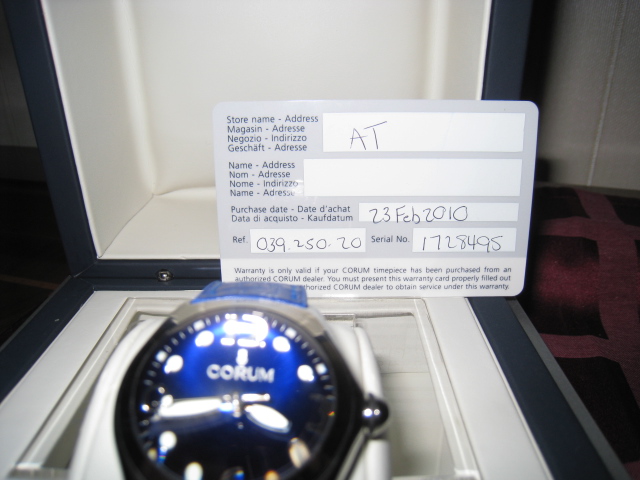 Store name - Address
Magasin - Adresse
Negozio - Indirizzo
Geschäft - Adresse
AT
Name - Address
Nom - Adresse
Nome - Indirizzo
Name - Adresse
Purchase date - Date d'achat
Data di acquisto - Kaufdatum
23 Feb 2010
Ref. 039.250.20 Serial No. 1728495
Warranty is only valid if your CORUM timepiece has been purchased from an
authorized CORUM dealer. You must present this warranty card properly filled out
authorized CORUM dealer to obtain service under this warranty.
CORUM